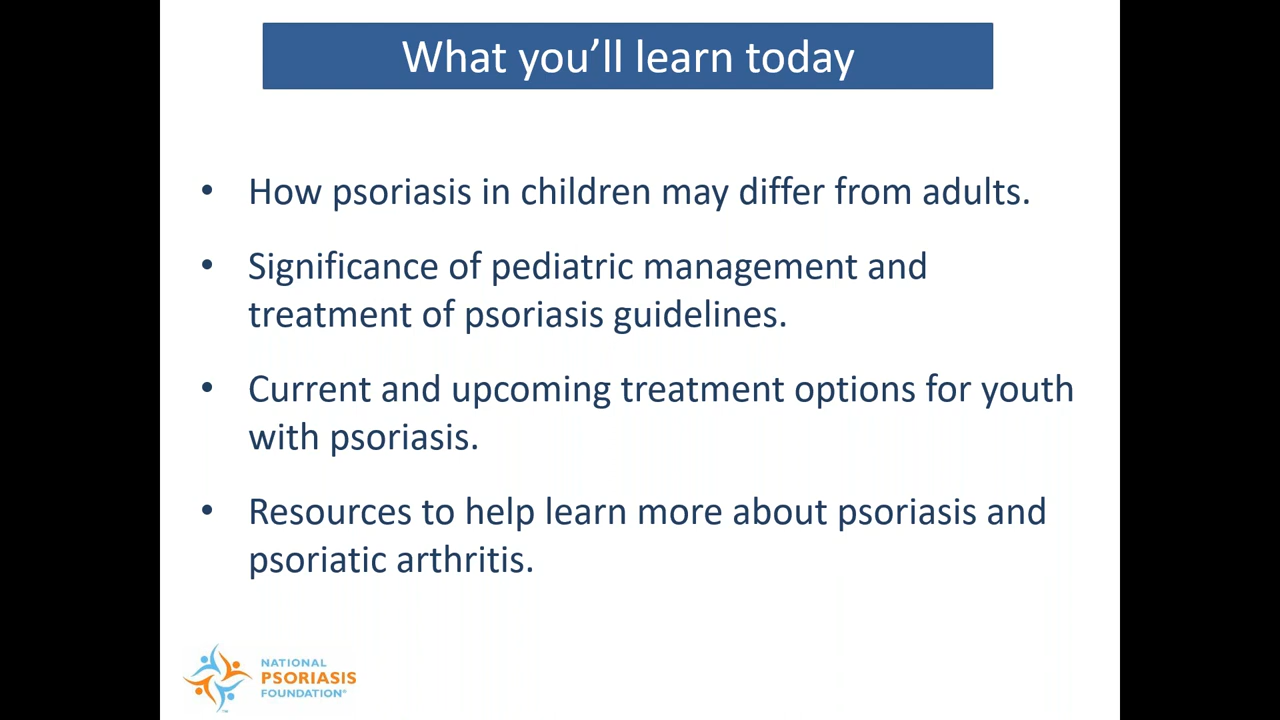 What you’ll learn today
• How psoriasis in children may differ from adults.
• Significance of pediatric management and
treatment of psoriasis guidelines.
• Current and upcoming treatment options for youth
with psoriasis.
• Resources to help learn more about psoriasis and
psoriatic arthritis.
NATIONAL
PSORIASIS
FOUNDATION®
™